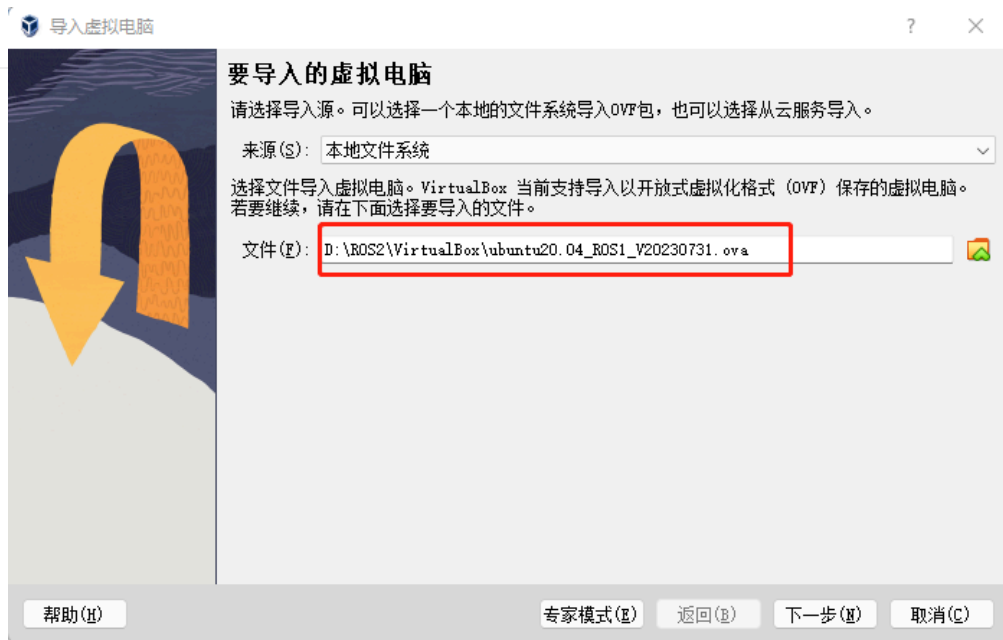 导入虚拟电脑
?
要导入的虚拟电脑
请选择导入源。可以选择一个本地的文件系统导入OVF包，也可以选择从云服务导入。
来源(S): 本地文件系统
选择文件导入虚拟电脑。VirtualBox 当前支持导入以开放式虚拟化格式 (OVF) 保存的虚拟电脑。
若要继续，请在下面选择要导入的文件。
文件(F): D:\ROS2\VirtualBox\ubuntu20.04_ROS1_V20230731.ova
帮助(H) 专家模式(E) 返回(B) 下一步(N) 取消(C)